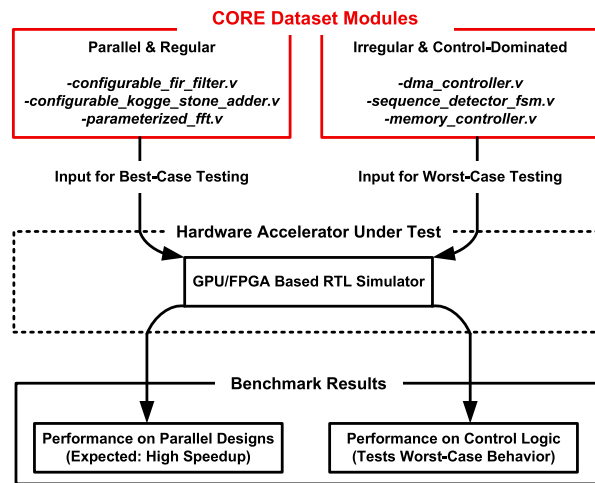 CORE Dataset Modules
Parallel & Regular
-configurable_fir_filter.v
-configurable_kogge_stone_adder.v
-parameterized_fft.v
Irregular & Control-Dominated
-dma_controller.v
-sequence_detector_fsm.v
-memory_controller.v
Input for Best-Case Testing
Input for Worst-Case Testing
Hardware Accelerator Under Test
GPU/FPGA Based RTL Simulator
Benchmark Results
Performance on Parallel Designs
(Expected: High Speedup)
Performance on Control Logic
(Tests Worst-Case Behavior)